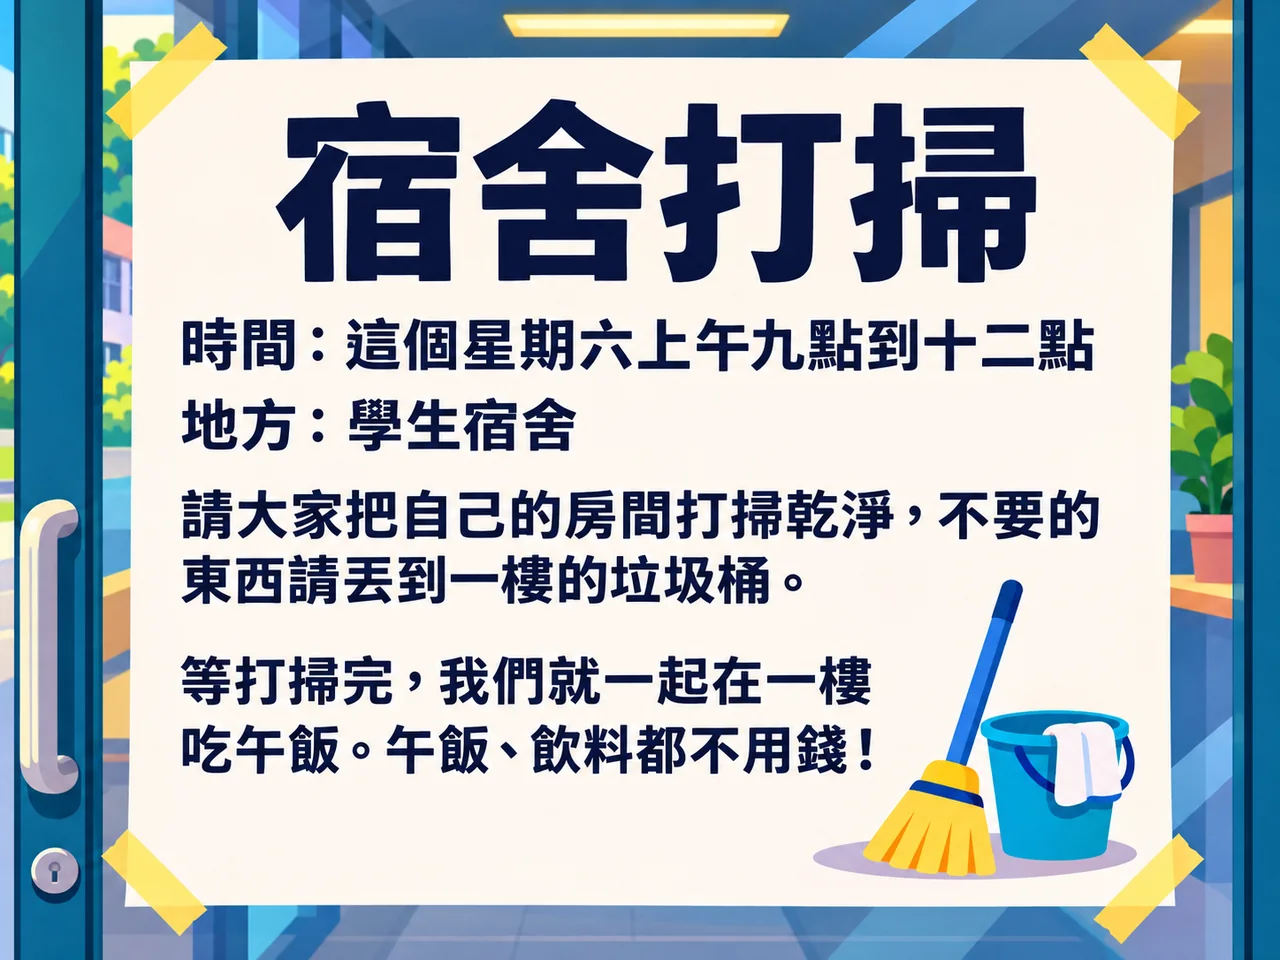 宿舍打掃
時間：這個星期六上午九點到十二點
地方：學生宿舍
請大家把自己的房間打掃乾淨，不要的
東西請丟到一樓的垃圾桶。
等打掃完，我們就一起在一樓
吃午飯。午飯、飲料都不用錢！